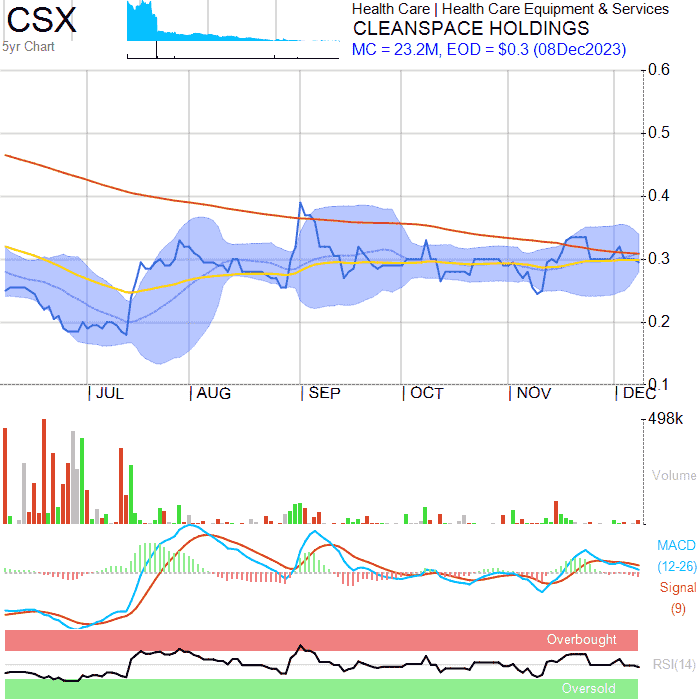 CSX
5yr Chart
Health Care | Health Care Equipment & Services
CLEANSPACE HOLDINGS
MC = 23.2M, EOD = $0.3 (08Dec2023)
0.6
0.5
0.4
0.3
0.2
0.1
JUL AUG SEP OCT NOV DEC
498k
Volume
MACD
(12-26)
Signal
(9)
Overbought
RSI(14)
Oversold